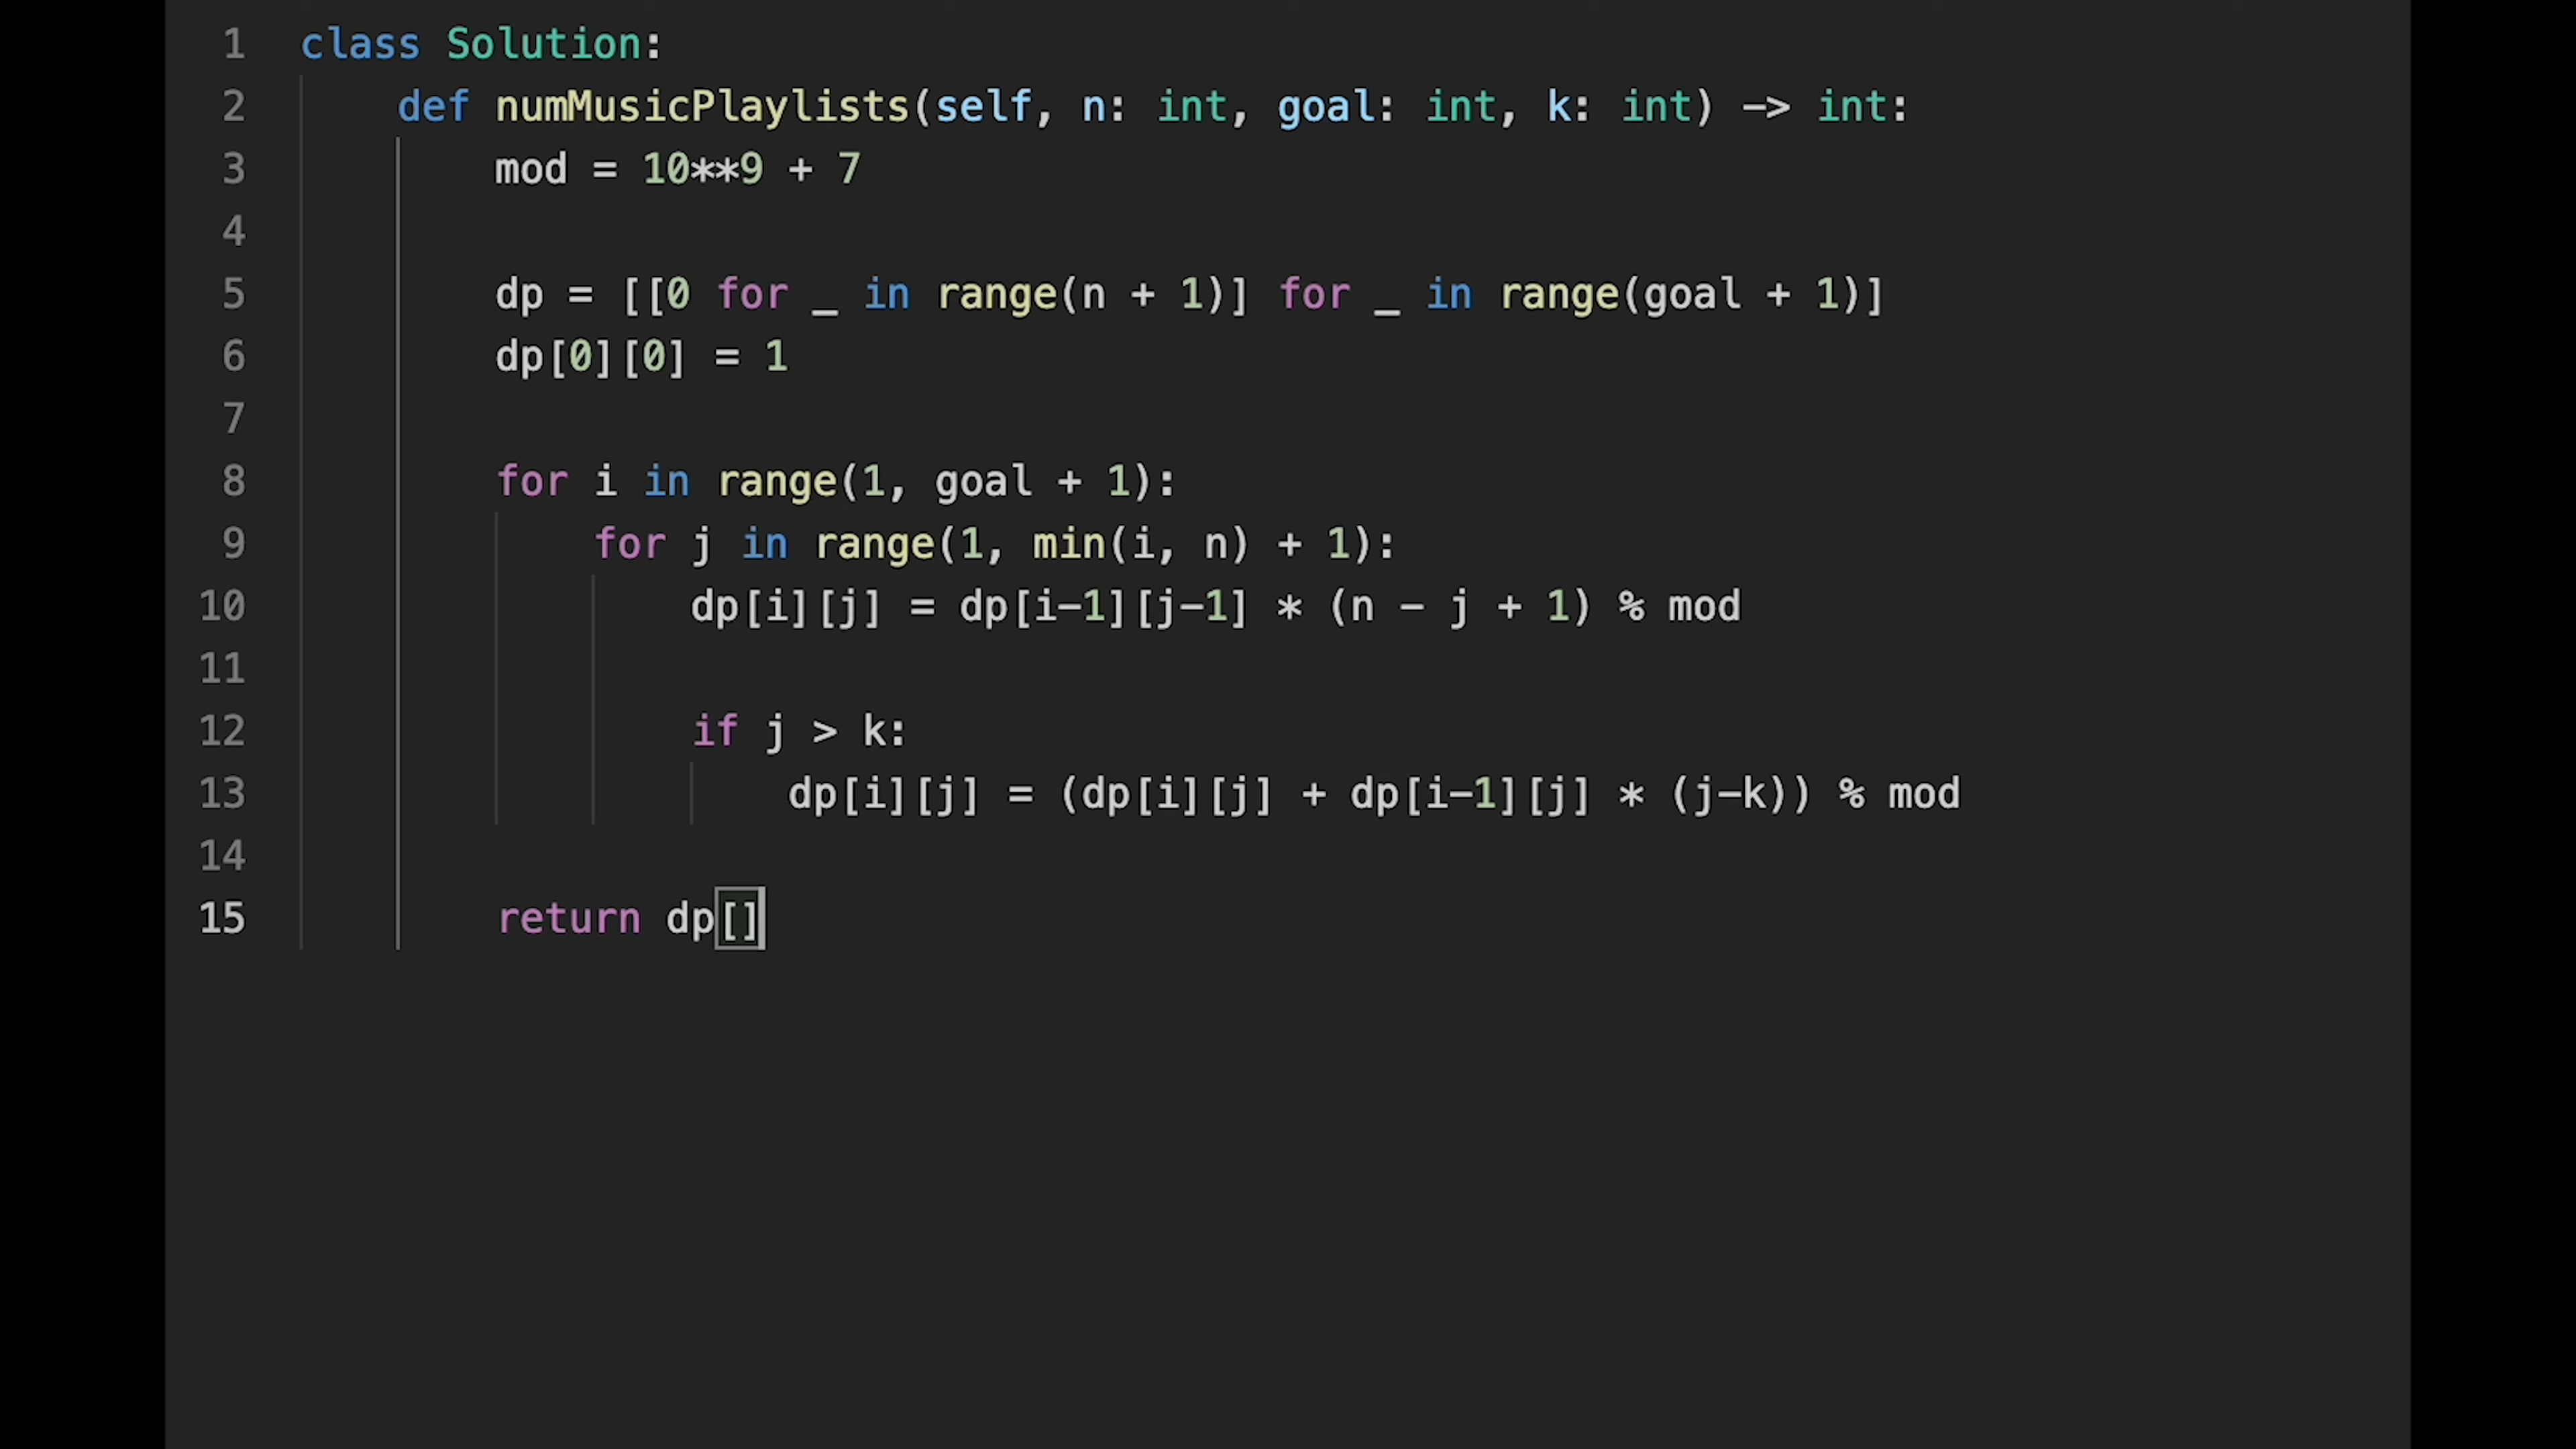 1 class Solution:
2 def numMusicPlaylists(self, n: int, goal: int, k: int) -> int:
3 mod = 10**9 + 7
4
5 dp = [[0 for _ in range(n + 1)] for _ in range(goal + 1)]
6 dp[0][0] = 1
7
8 for i in range(1, goal + 1):
9 for j in range(1, min(i, n) + 1):
10 dp[i][j] = dp[i-1][j-1] * (n - j + 1) % mod
11
12 if j > k:
13 dp[i][j] = (dp[i][j] + dp[i-1][j] * (j-k)) % mod
14
15 return dp[]